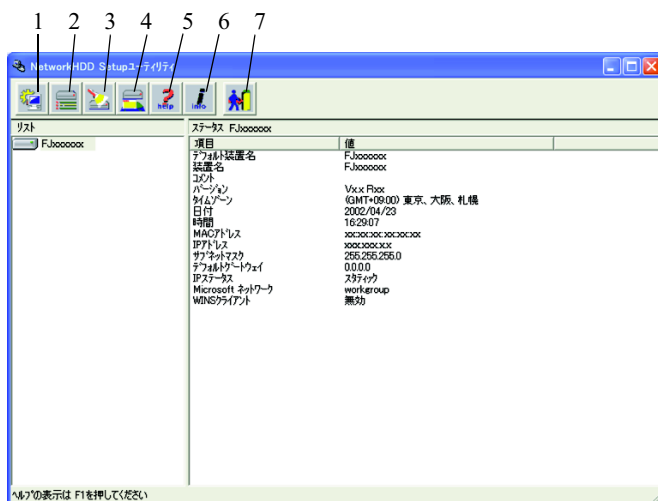 1 2 3 4 5 6 7
NetworkHDD Setupユーティリティ
help info
リスト ステータス FJxxxxxx
FJxxxxxx
項目 値
デフォルト装置名 FJxxxxxx
装置名 FJxxxxxx
コメント
バージョン Vx.x Rxx
タイムゾーン (GMT+09:00) 東京、大阪、札幌
日付 2002/04/23
時間 16:29:07
MACアドレス xx:xx:xx:xx:xx:xx
IPアドレス xxx.xxx.x.x
サブネットマスク 255.255.255.0
デフォルトゲートウェイ 0.0.0.0
IPステータス スタティック
Microsoft ネットワーク workgroup
WINSクライアント 無効
ヘルプの表示は F1を押してください